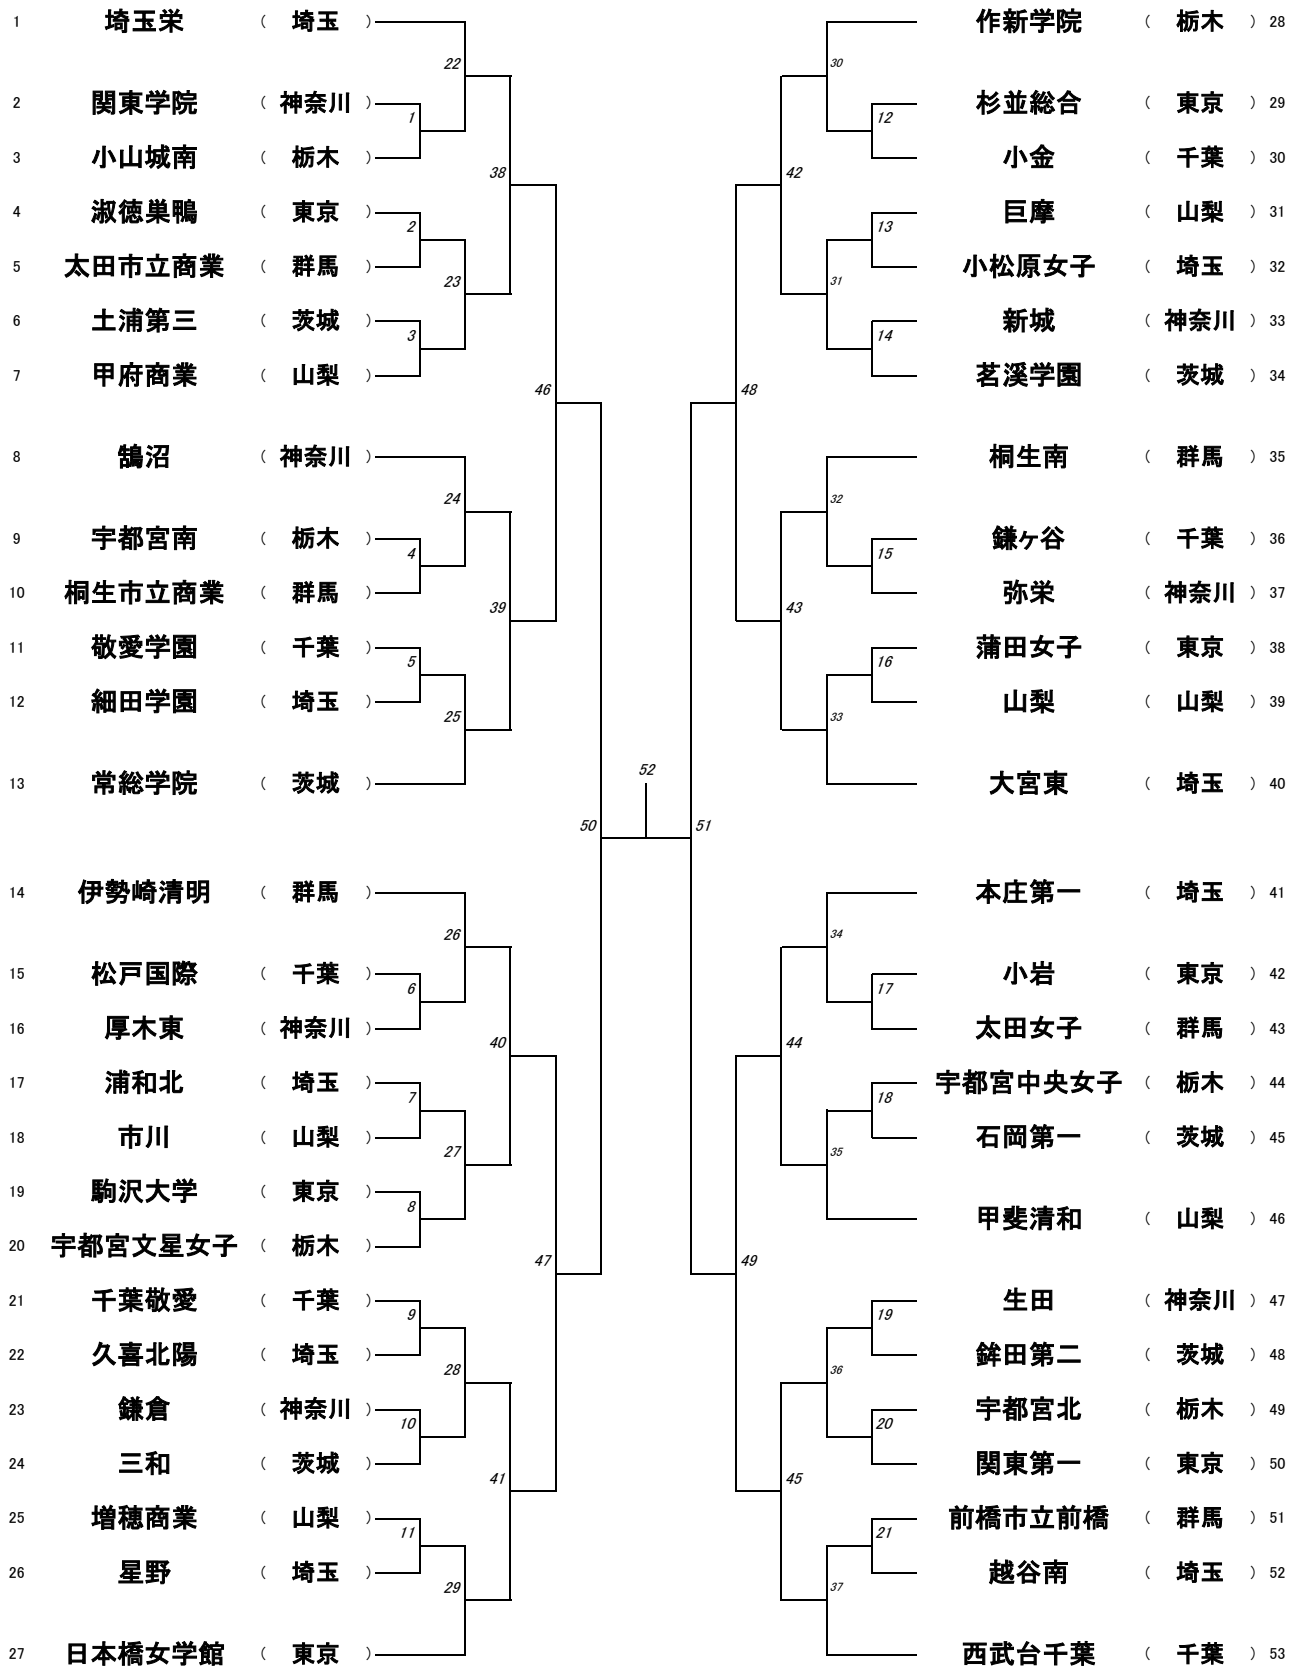 1 埼玉栄 ( 埼玉 ) 作新学院 ( 栃木 ) 28
22 30
2 関東学院 ( 神奈川 ) 杉並総合 ( 東京 ) 29
1 12
3 小山城南 ( 栃木 ) 小金 ( 千葉 ) 30
38 42
4 淑徳巣鴨 ( 東京 ) 巨摩 ( 山梨 ) 31
2 13
5 太田市立商業 ( 群馬 ) 小松原女子 ( 埼玉 ) 32
23 31
6 土浦第三 ( 茨城 ) 新城 ( 神奈川 ) 33
3 14
7 甲府商業 ( 山梨 ) 茗溪学園 ( 茨城 ) 34
46 48
8 鵠沼 ( 神奈川 ) 桐生南 ( 群馬 ) 35
24 32
9 宇都宮南 ( 栃木 ) 鎌ヶ谷 ( 千葉 ) 36
4 15
10 桐生市立商業 ( 群馬 ) 弥栄 ( 神奈川 ) 37
39 43
11 敬愛学園 ( 千葉 ) 蒲田女子 ( 東京 ) 38
5 16
12 細田学園 ( 埼玉 ) 山梨 ( 山梨 ) 39
25 33
13 常総学院 ( 茨城 ) 大宮東 ( 埼玉 ) 40
52
50 51
14 伊勢崎清明 ( 群馬 ) 本庄第一 ( 埼玉 ) 41
26 34
15 松戸国際 ( 千葉 ) 小岩 ( 東京 ) 42
6 17
16 厚木東 ( 神奈川 ) 太田女子 ( 群馬 ) 43
40 44
17 浦和北 ( 埼玉 ) 宇都宮中央女子 ( 栃木 ) 44
7 18
18 市川 ( 山梨 ) 石岡第一 ( 茨城 ) 45
27 35
19 駒沢大学 ( 東京 )
8 甲斐清和 ( 山梨 ) 46
20 宇都宮文星女子 ( 栃木 )
47 49
21 千葉敬愛 ( 千葉 ) 生田 ( 神奈川 ) 47
9 19
22 久喜北陽 ( 埼玉 ) 鉾田第二 ( 茨城 ) 48
28 36
23 鎌倉 ( 神奈川 ) 宇都宮北 ( 栃木 ) 49
10 20
24 三和 ( 茨城 ) 関東第一 ( 東京 ) 50
41 45
25 増穂商業 ( 山梨 ) 前橋市立前橋 ( 群馬 ) 51
11 21
26 星野 ( 埼玉 ) 越谷南 ( 埼玉 ) 52
29 37
27 日本橋女学館 ( 東京 ) 西武台千葉 ( 千葉 ) 53